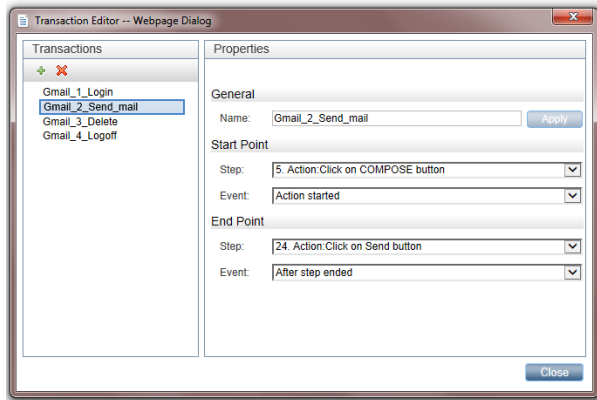 Transaction Editor -- Webpage Dialog
Transactions
Gmail_1_Login
Gmail_2_Send_mail
Gmail_3_Delete
Gmail_4_Logoff
Properties
General
Name: Gmail_2_Send_mail Apply
Start Point
Step: 5. Action:Click on COMPOSE button
Event: Action started
End Point
Step: 24. Action:Click on Send button
Event: After step ended
Close